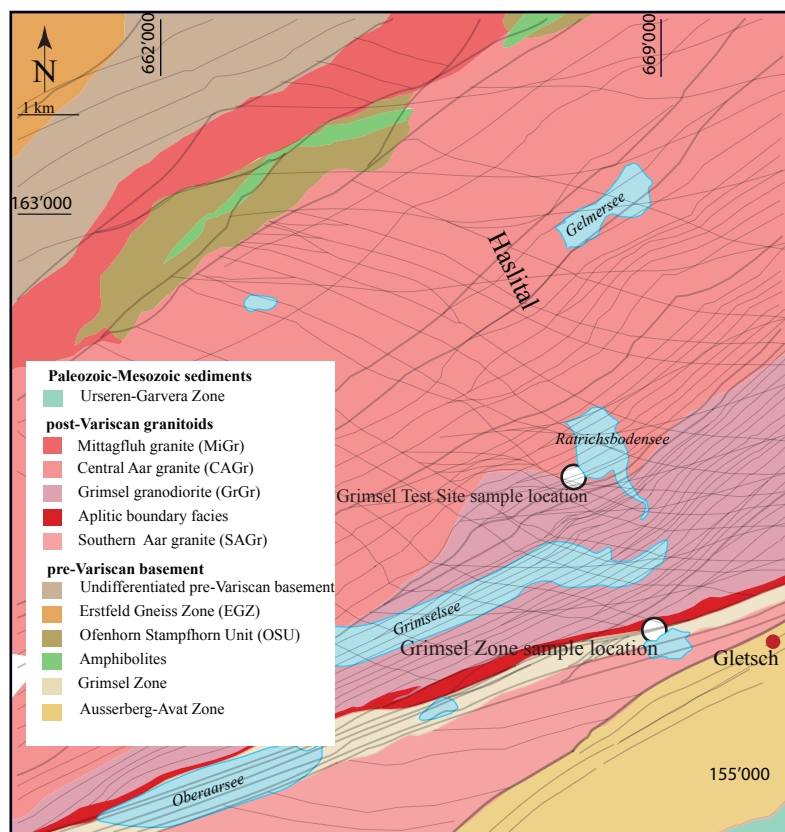 662’000
669’000
N
1 km
163’000
Gelmersee
Haslital
Paleozoic-Mesozoic sediments
Urseren-Garvera Zone
post-Variscan granitoids
Mittagfluh granite (MiGr)
Central Aar granite (CAGr)
Grimsel granodiorite (GrGr)
Aplitic boundary facies
Southern Aar granite (SAGr)
pre-Variscan basement
Undifferentiated pre-Variscan basement
Erstfeld Gneiss Zone (EGZ)
Ofenhorn Stampfhorn Unit (OSU)
Amphibolites
Grimsel Zone
Ausserberg-Avat Zone
Ratrichsbodensee
Grimsel Test Site sample location
Grimselsee
Grimsel Zone sample location
Gletsch
Oberaarsee
155’000